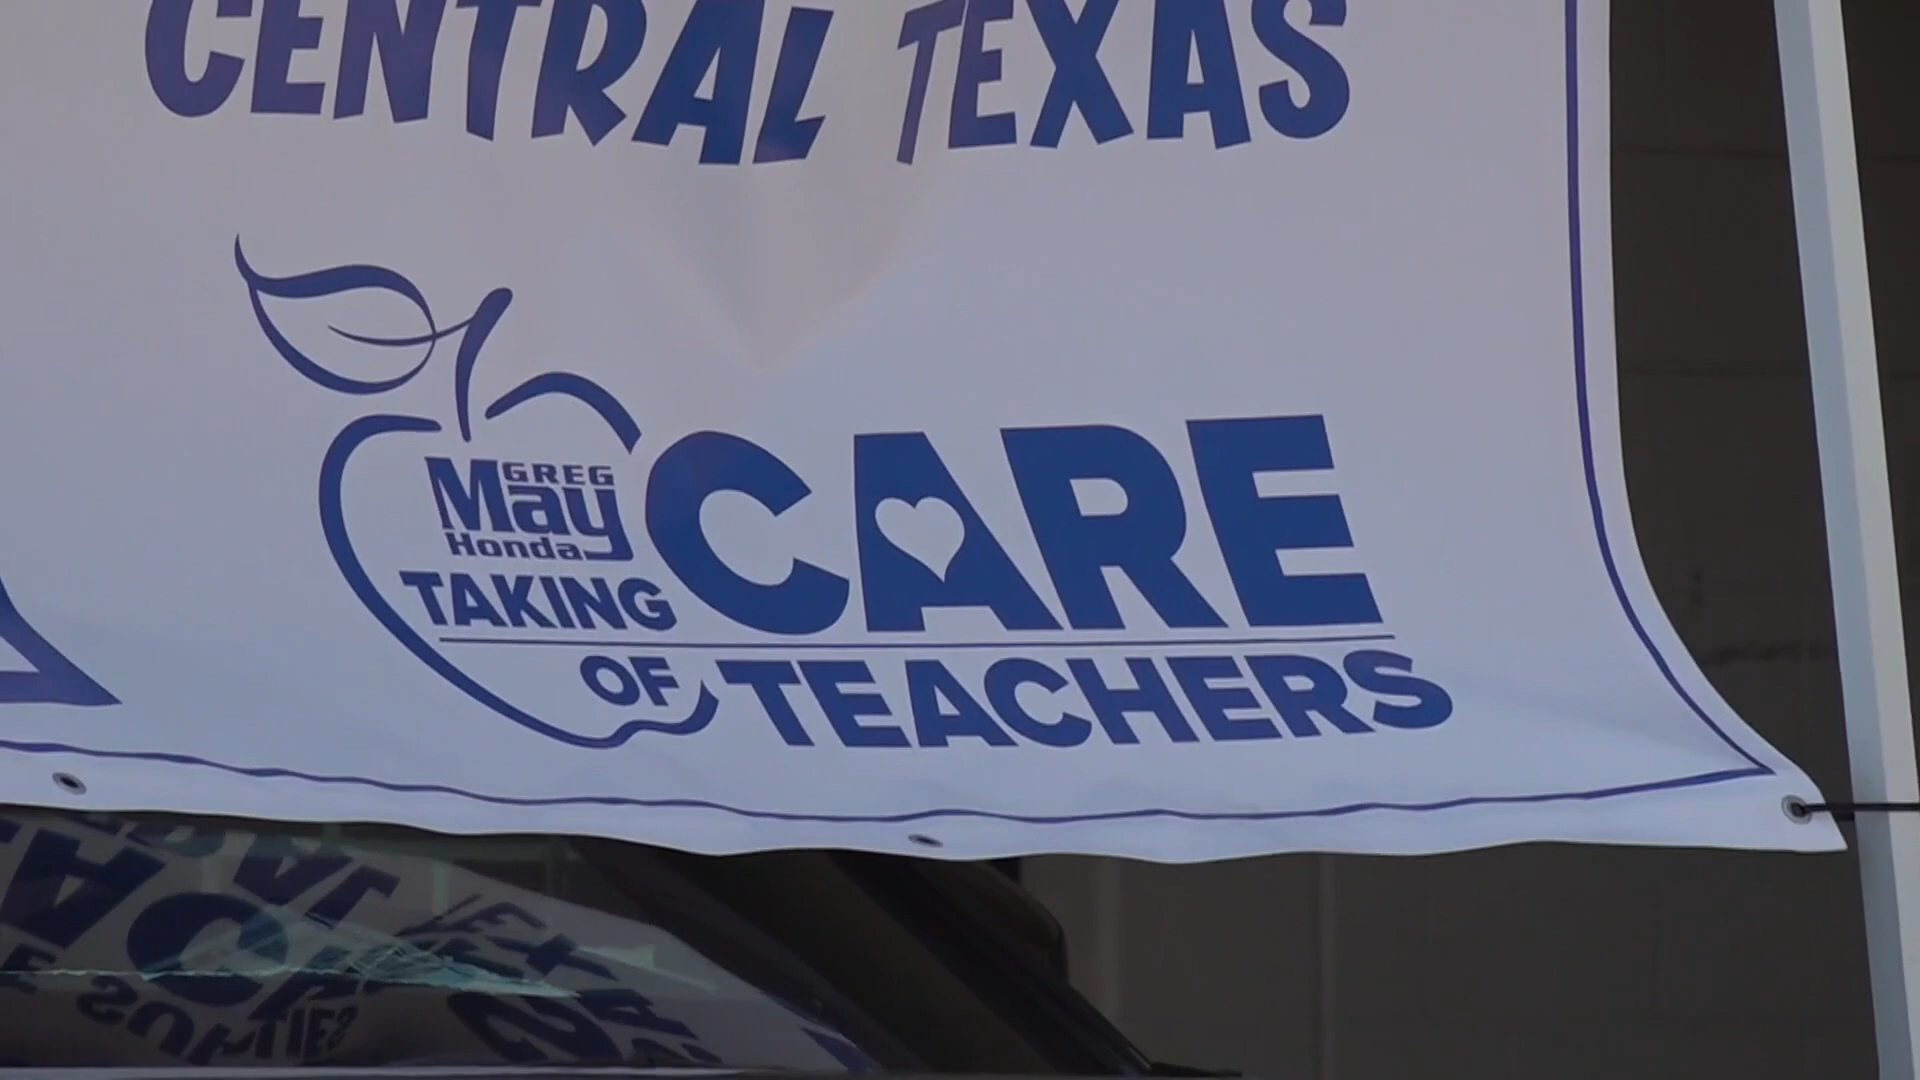 CENTRAL TEXAS
GREG
May
Honda
TAKING CARE
OF TEACHERS